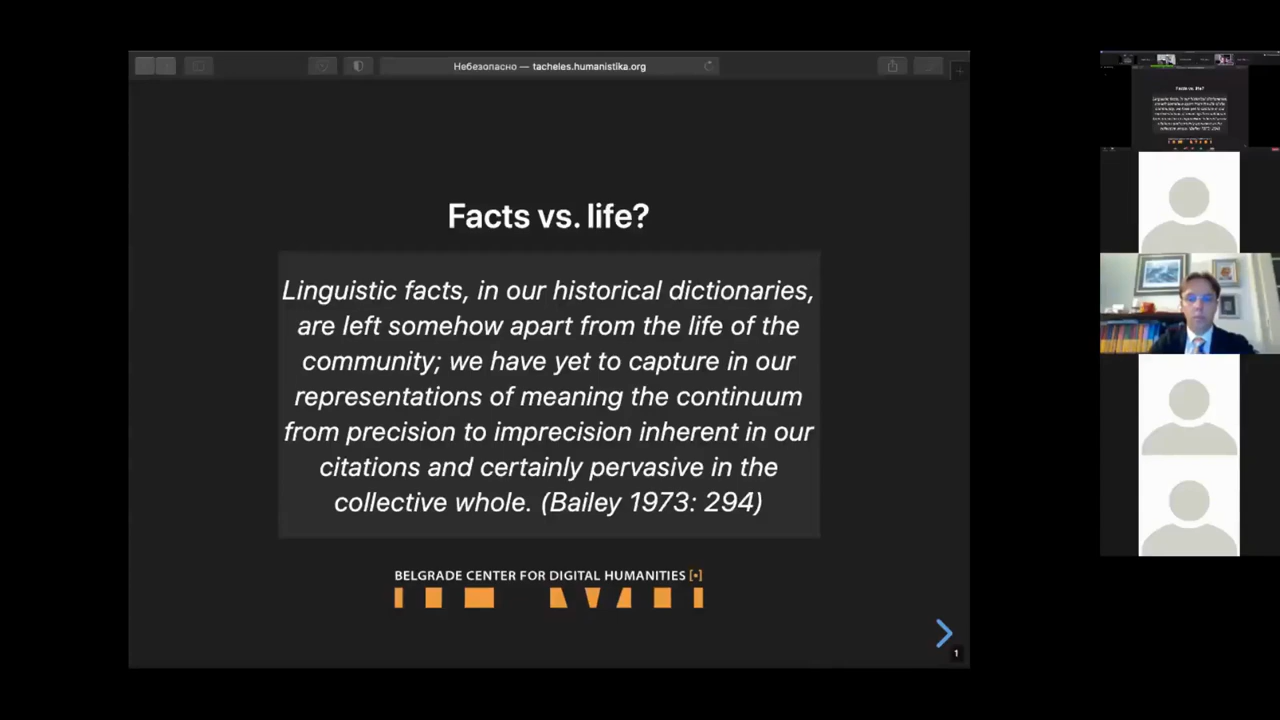 Небезопасно — tacheles.humanistika.org
Facts vs. life?
Linguistic facts, in our historical dictionaries,
are left somehow apart from the life of the
community; we have yet to capture in our
representations of meaning the continuum
from precision to imprecision inherent in our
citations and certainly pervasive in the
collective whole. (Bailey 1973: 294)
BELGRADE CENTER FOR DIGITAL HUMANITIES [•]
1
Facts vs. life?